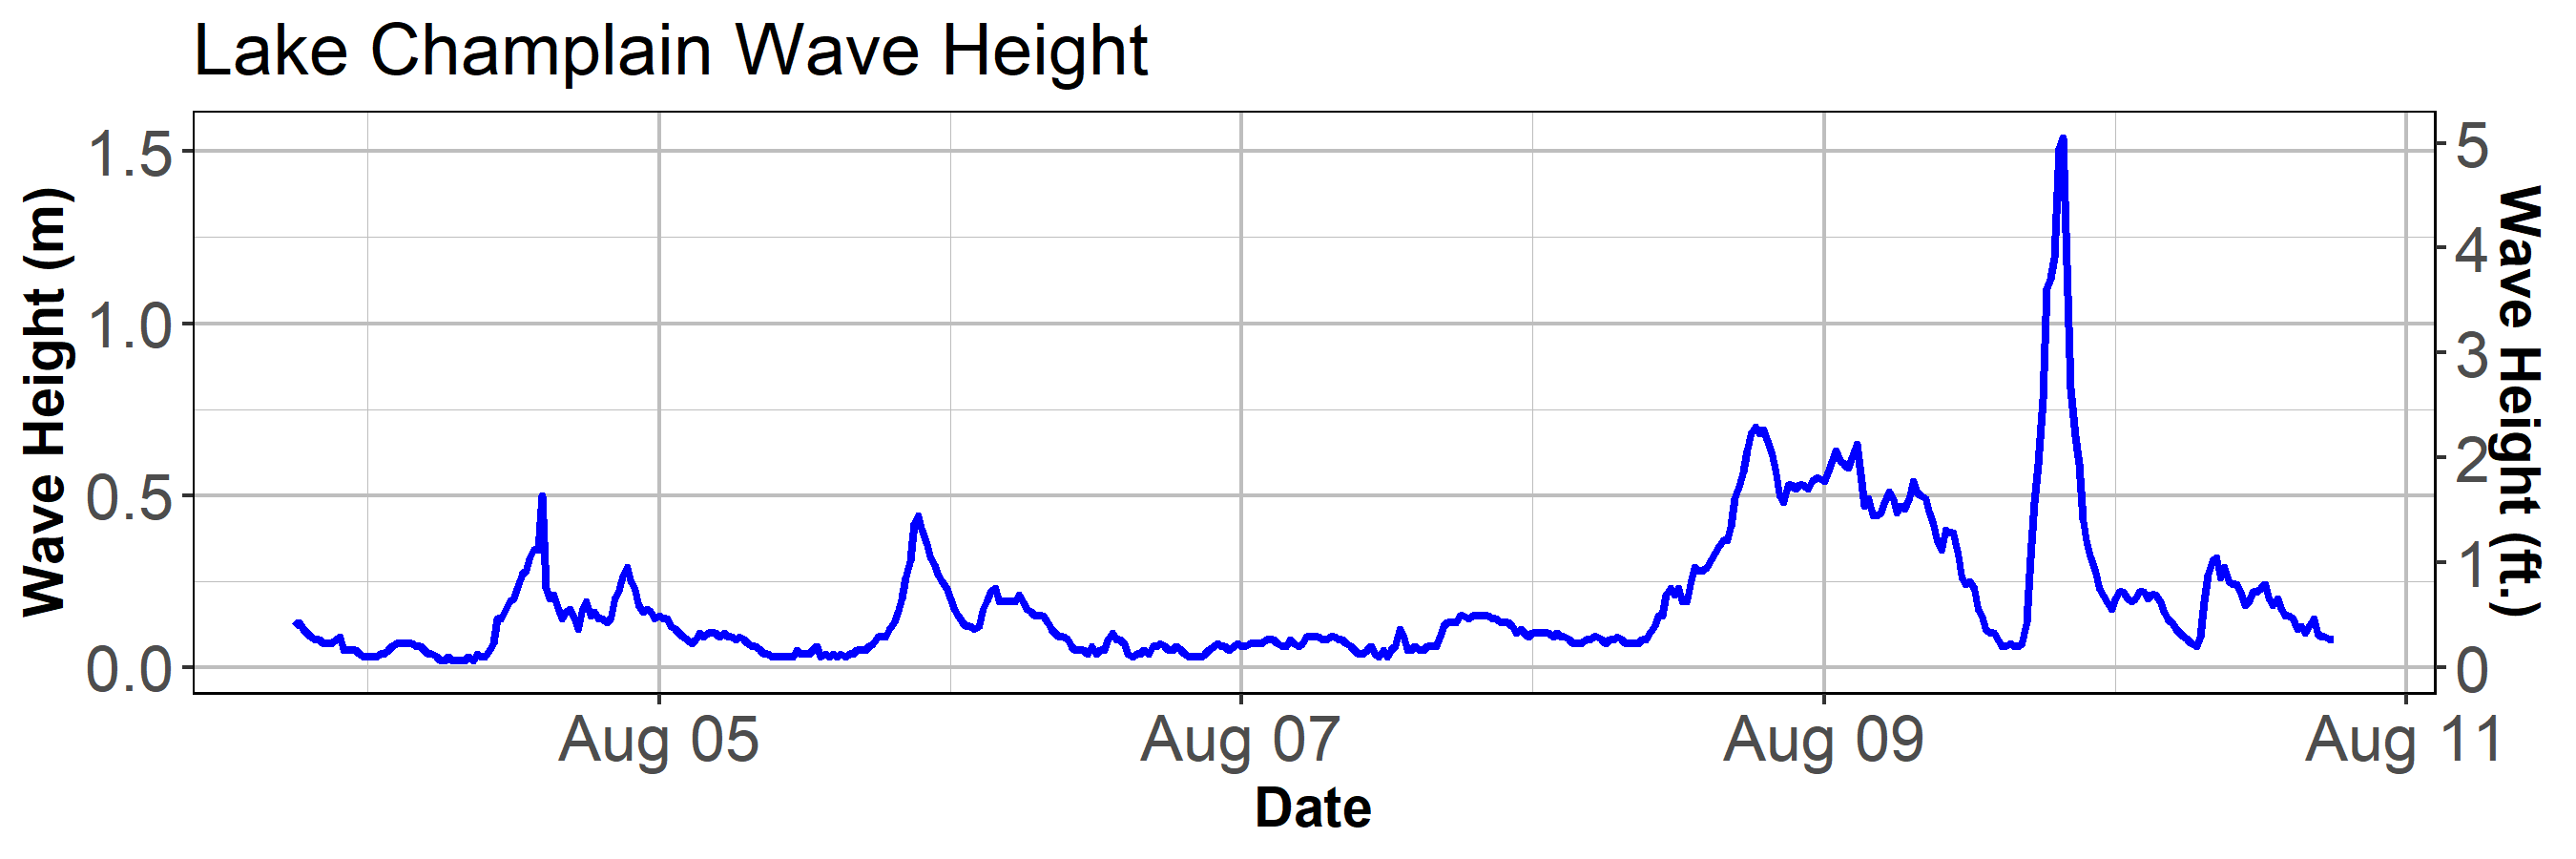 Lake Champlain Wave Height
Wave Height (m)
1.5
1.0
0.5
0.0
5
4
3
2
1
0
Wave Height (ft.)
Aug 05 Aug 07 Aug 09 Aug 11
Date